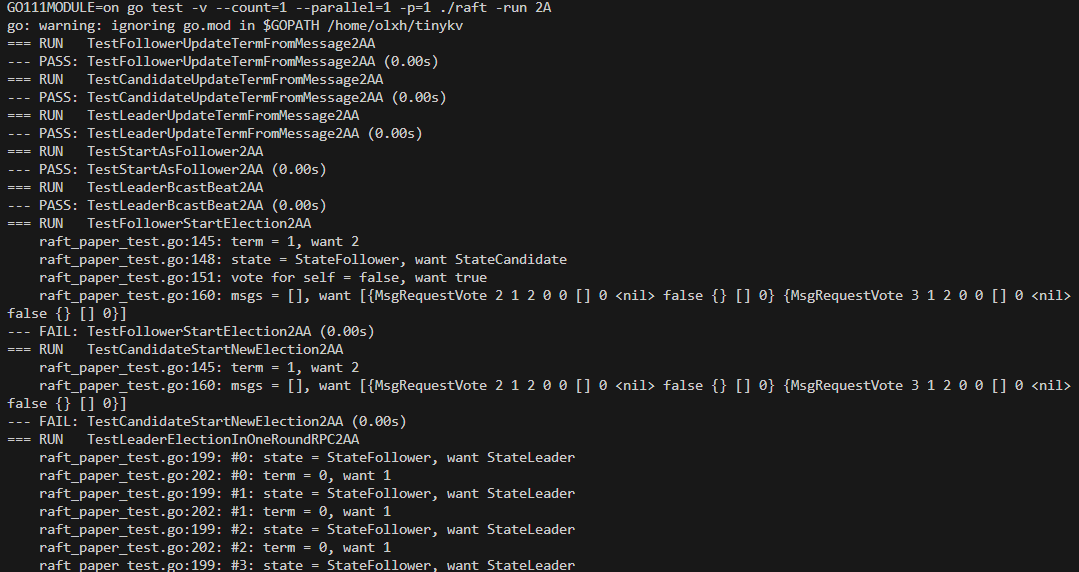 GO111MODULE=on go test -v --count=1 --parallel=1 -p=1 ./raft -run 2A
go: warning: ignoring go.mod in $GOPATH /home/olxh/tinykv
=== RUN   TestFollowerUpdateTermFromMessage2AA
--- PASS: TestFollowerUpdateTermFromMessage2AA (0.00s)
=== RUN   TestCandidateUpdateTermFromMessage2AA
--- PASS: TestCandidateUpdateTermFromMessage2AA (0.00s)
=== RUN   TestLeaderUpdateTermFromMessage2AA
--- PASS: TestLeaderUpdateTermFromMessage2AA (0.00s)
=== RUN   TestStartAsFollower2AA
--- PASS: TestStartAsFollower2AA (0.00s)
=== RUN   TestLeaderBcastBeat2AA
--- PASS: TestLeaderBcastBeat2AA (0.00s)
=== RUN   TestFollowerStartElection2AA
    raft_paper_test.go:145: term = 1, want 2
    raft_paper_test.go:148: state = StateFollower, want StateCandidate
    raft_paper_test.go:151: vote for self = false, want true
    raft_paper_test.go:160: msgs = [], want [{MsgRequestVote 2 1 2 0 0 [] 0 <nil> false {} [] 0} {MsgRequestVote 3 1 2 0 0 [] 0 <nil>
false {} [] 0}]
--- FAIL: TestFollowerStartElection2AA (0.00s)
=== RUN   TestCandidateStartNewElection2AA
    raft_paper_test.go:145: term = 1, want 2
    raft_paper_test.go:160: msgs = [], want [{MsgRequestVote 2 1 2 0 0 [] 0 <nil> false {} [] 0} {MsgRequestVote 3 1 2 0 0 [] 0 <nil>
false {} [] 0}]
--- FAIL: TestCandidateStartNewElection2AA (0.00s)
=== RUN   TestLeaderElectionInOneRoundRPC2AA
    raft_paper_test.go:199: #0: state = StateFollower, want StateLeader
    raft_paper_test.go:202: #0: term = 0, want 1
    raft_paper_test.go:199: #1: state = StateFollower, want StateLeader
    raft_paper_test.go:202: #1: term = 0, want 1
    raft_paper_test.go:199: #2: state = StateFollower, want StateLeader
    raft_paper_test.go:202: #2: term = 0, want 1
    raft_paper_test.go:199: #3: state = StateFollower, want StateLeader